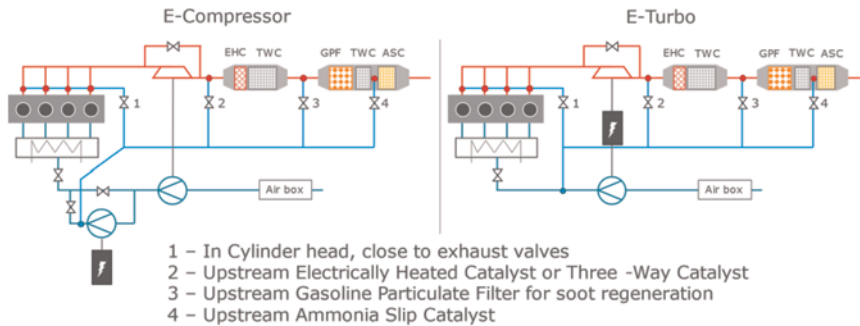 E-Compressor
E-Turbo
EHC TWC GPF TWC ASC
EHC TWC GPF TWC ASC
1 2 3 4
1 2 3 4
Air box
Air box
1 – In Cylinder head, close to exhaust valves
2 – Upstream Electrically Heated Catalyst or Three -Way Catalyst
3 – Upstream Gasoline Particulate Filter for soot regeneration
4 – Upstream Ammonia Slip Catalyst